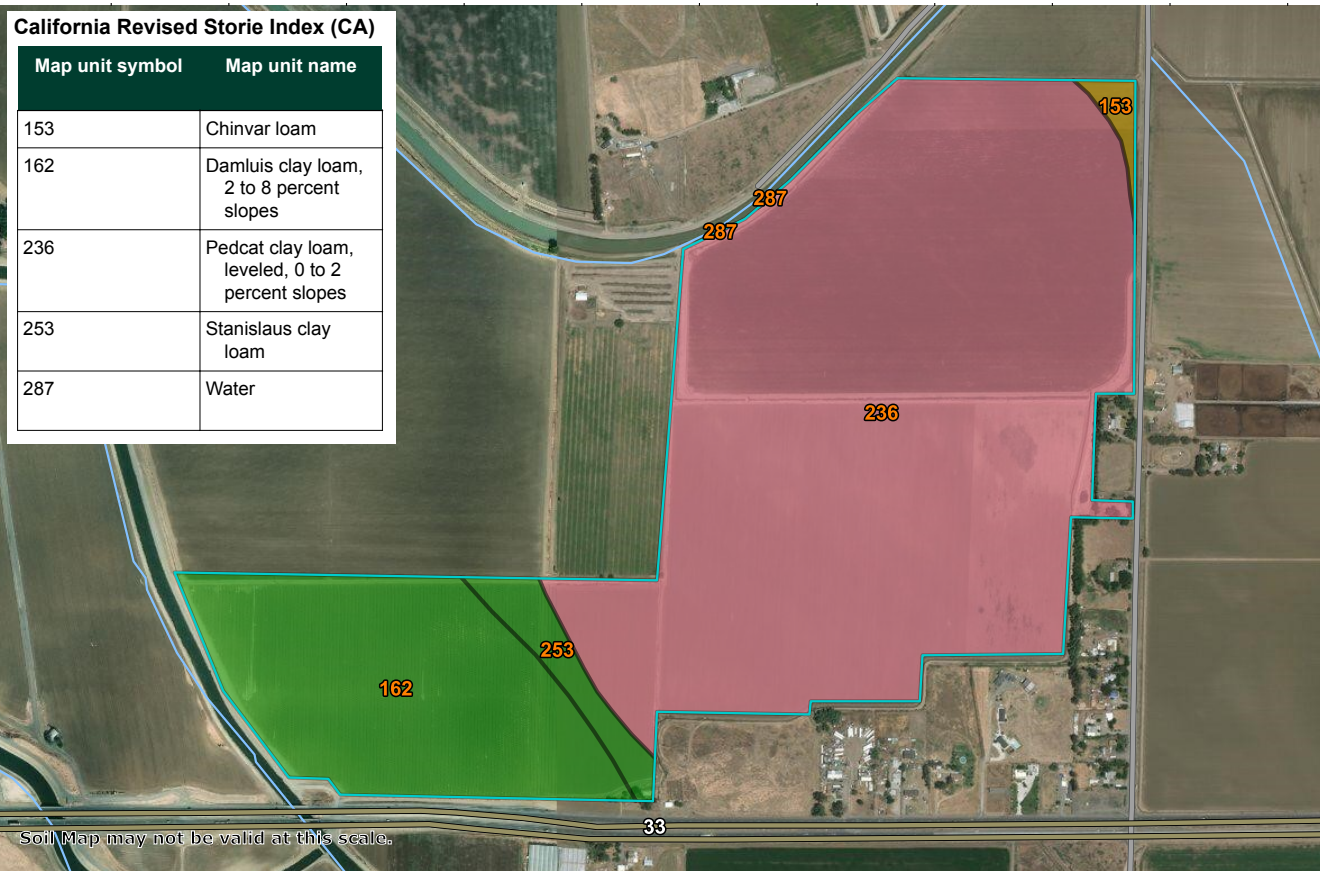 California Revised Storie Index (CA)
Map unit symbol Map unit name
153 Chinvar loam
162 Damluis clay loam,
2 to 8 percent
slopes
236 Pedcat clay loam,
leveled, 0 to 2
percent slopes
253 Stanislaus clay
loam
287 Water
153
287
287
236
253
162
33
Soil Map may not be valid at this scale.